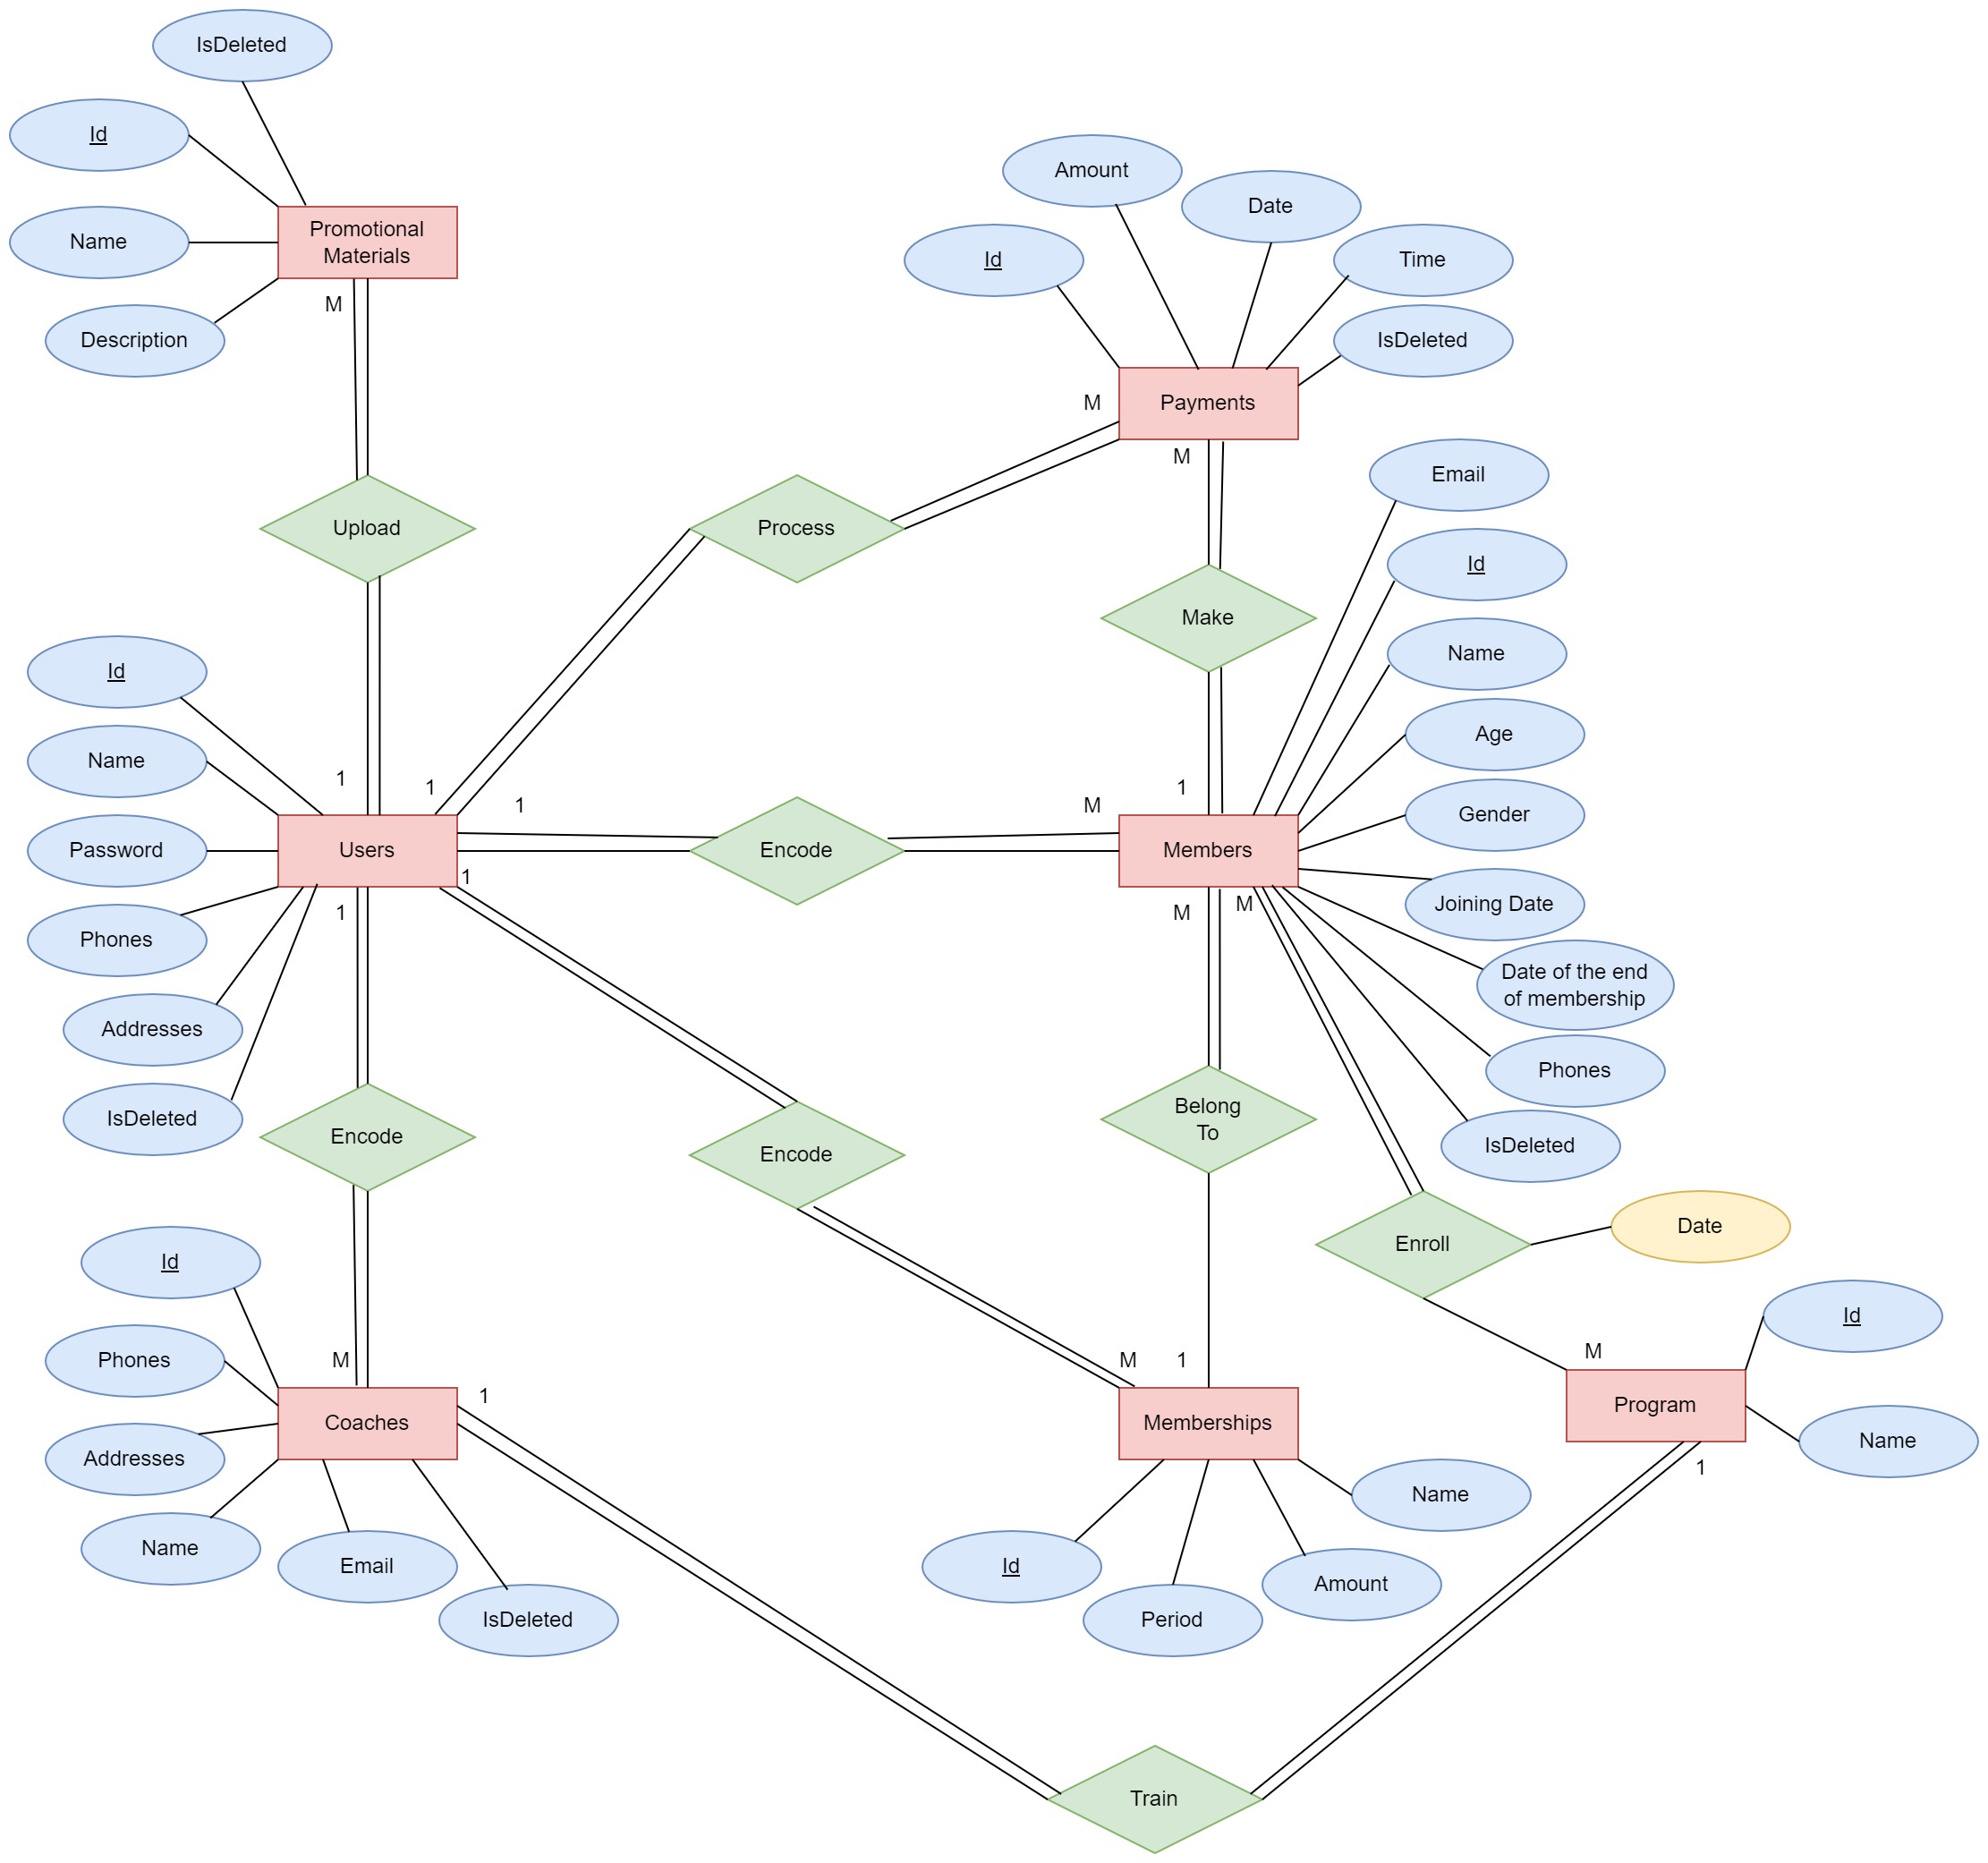 IsDeleted
Id
Name
Description
Promotional
Materials
M
Upload
1
Amount
Date
Id
Time
IsDeleted
Payments
M
M
Process
1
Make
1
Email
Id
Name
Age
Gender
Joining Date
Date of the end
of membership
Phones
IsDeleted
Members
M
Encode
1
M
M
Id
Name
Password
Phones
Addresses
IsDeleted
Users
1
1
Encode
M
Encode
M
Belong
To
1
Enroll
Date
M
Id
Name
Program
1
Id
Phones
Addresses
Name
Email
IsDeleted
Coaches
1
Memberships
Id
Period
Amount
Name
Train